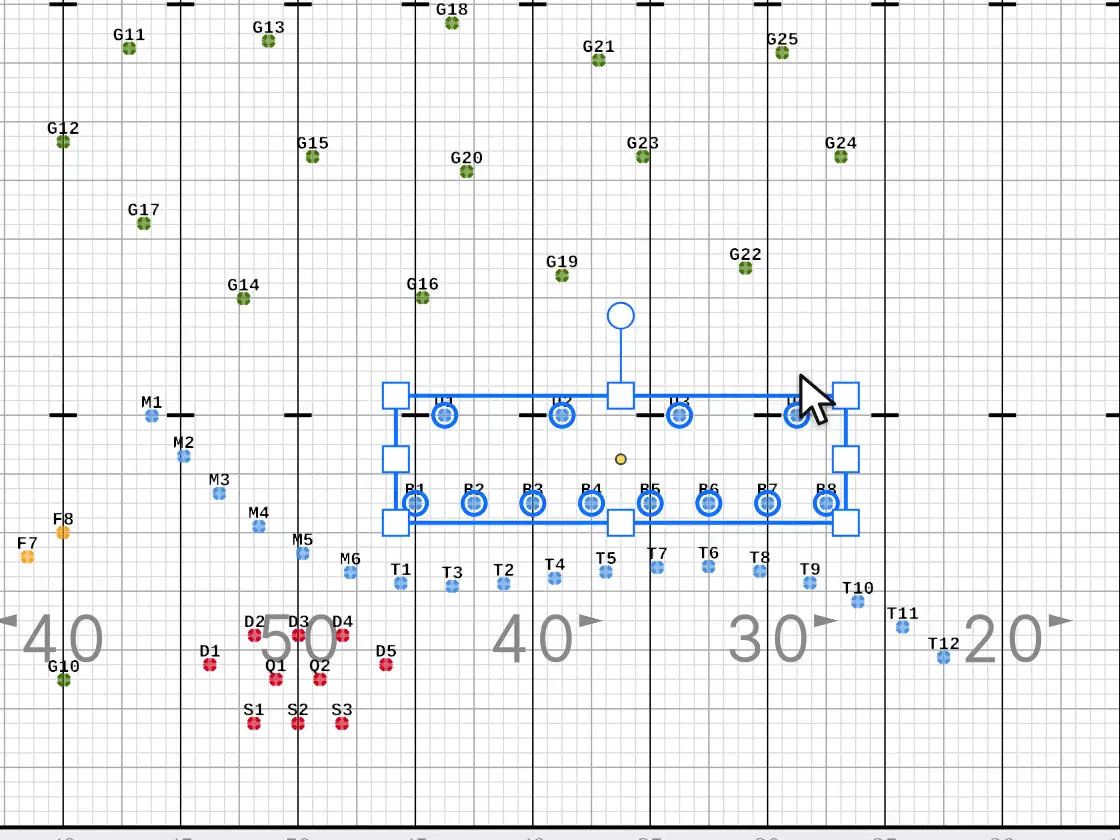 G18
G13
G11
G25
G21
G12
G15
G23
G24
G20
G17
G22
G19
G14
G16
M1
M2
M3
B1 B2 B3 B4 B5 B6 B7 B8
M4
F8
M5
F7
M6
T1 T3 T2 T4 T5 T7 T6 T8 T9
T10
T11
D2 D3 D4
40 50 40 30 20
T12
D1 D5
G10 Q1 Q2
S1 S2 S3